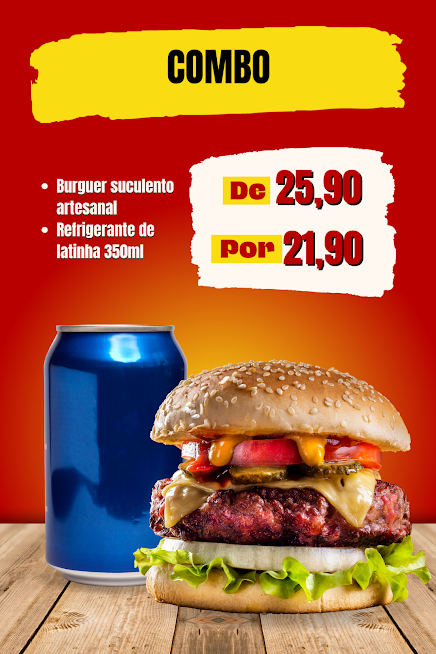 COMBO
• Burguer suculento
artesanal
• Refrigerante de
latinha 350ml
De 25,90
Por 21,90